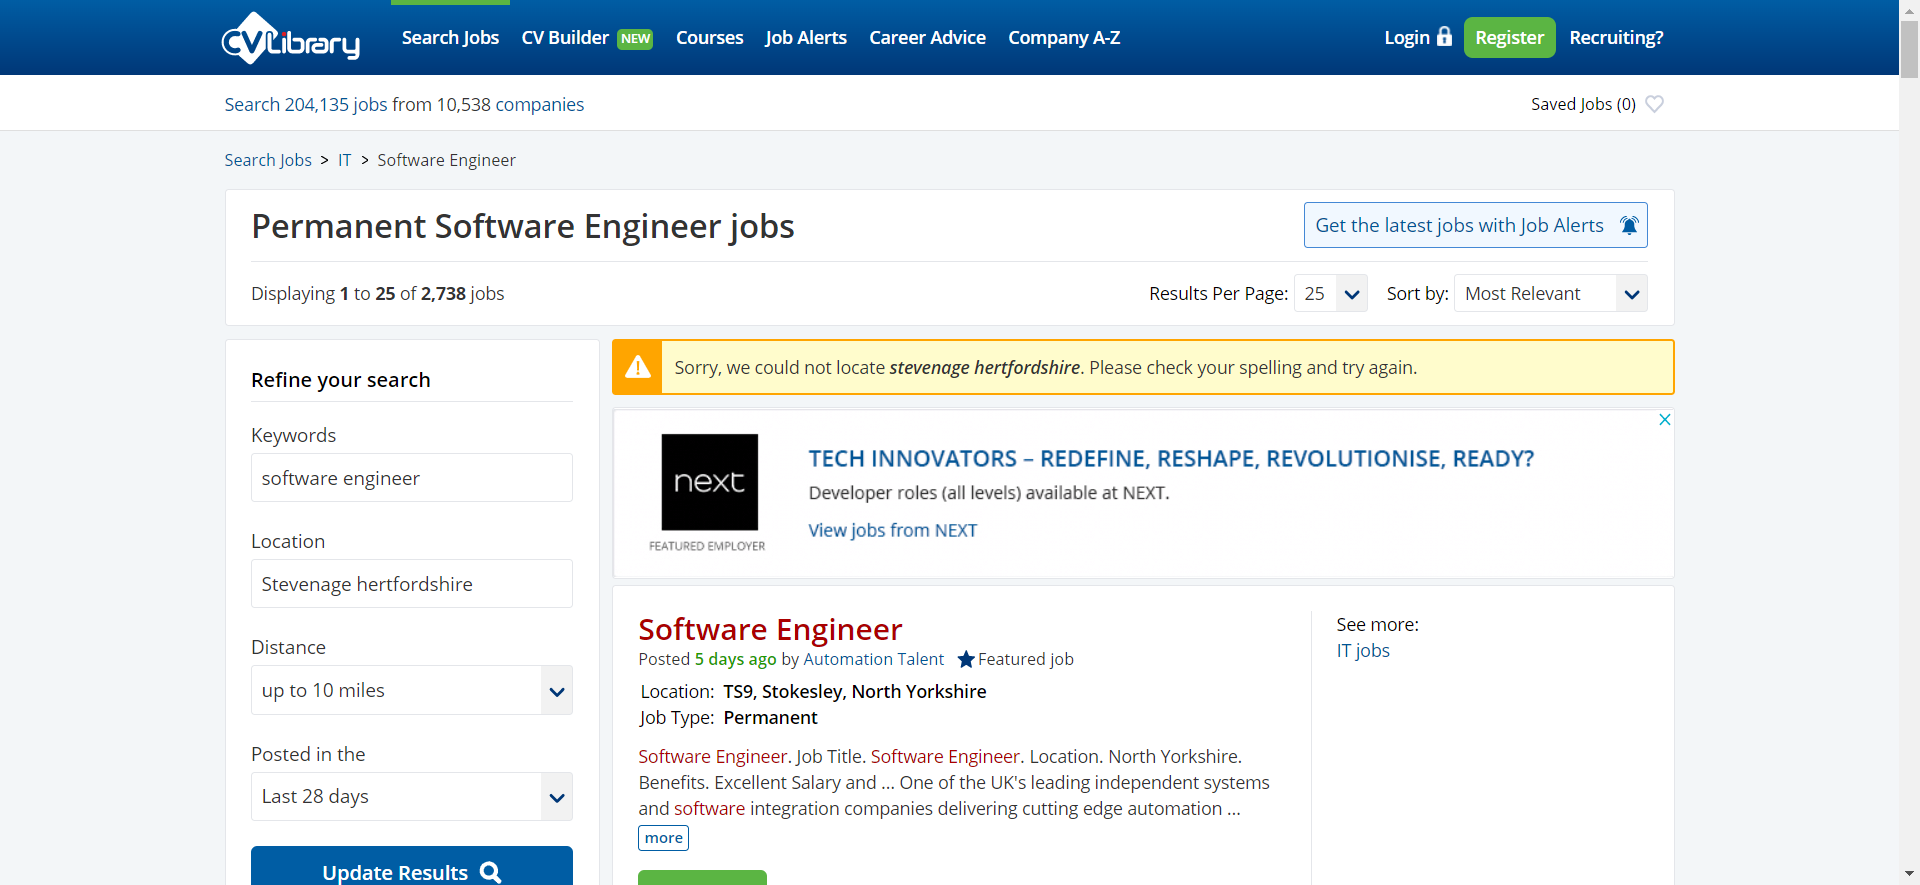 CV Library
Search Jobs
CV Builder NEW
Courses
Job Alerts
Career Advice
Company A-Z
Login
Register
Recruiting?
Search 204,135 jobs from 10,538 companies
Saved Jobs (0)
Search Jobs > IT > Software Engineer
Permanent Software Engineer jobs
Get the latest jobs with Job Alerts
Displaying 1 to 25 of 2,738 jobs
Results Per Page: 25
Sort by: Most Relevant
Refine your search
Keywords
software engineer
Location
Stevenage hertfordshire
Distance
up to 10 miles
Posted in the
Last 28 days
Update Results
Sorry, we could not locate stevenage hertfordshire. Please check your spelling and try again.
next
FEATURED EMPLOYER
TECH INNOVATORS – REDEFINE, RESHAPE, REVOLUTIONISE, READY?
Developer roles (all levels) available at NEXT.
View jobs from NEXT
Software Engineer
Posted 5 days ago by Automation Talent Featured job
Location: TS9, Stokesley, North Yorkshire
Job Type: Permanent
Software Engineer. Job Title. Software Engineer. Location. North Yorkshire.
Benefits. Excellent Salary and ... One of the UK's leading independent systems
and software integration companies delivering cutting edge automation ...
more
See more:
IT jobs